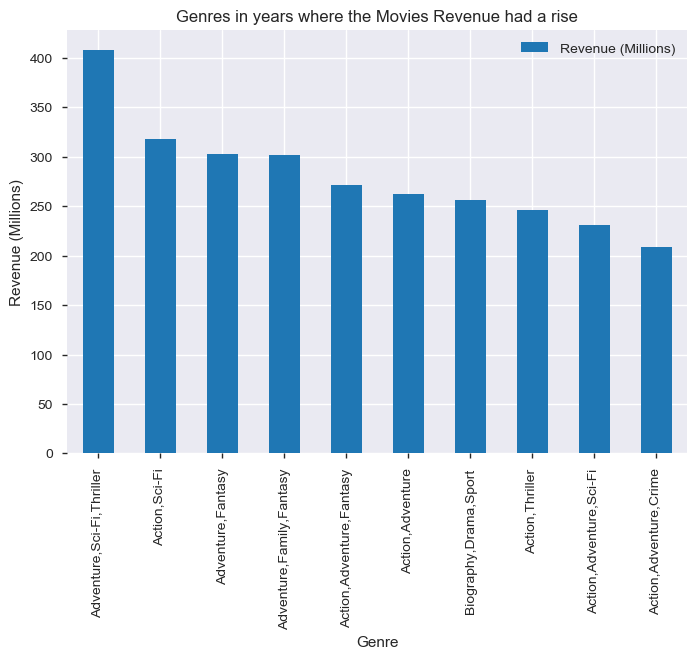 Genres in years where the Movies Revenue had a rise
Revenue (Millions)
Revenue (Millions)
400
350
300
250
200
150
100
50
0
Adventure,Sci-Fi,Thriller
Action,Sci-Fi
Adventure,Fantasy
Adventure,Family,Fantasy
Action,Adventure,Fantasy
Action,Adventure
Biography,Drama,Sport
Action,Thriller
Action,Adventure,Sci-Fi
Action,Adventure,Crime
Genre